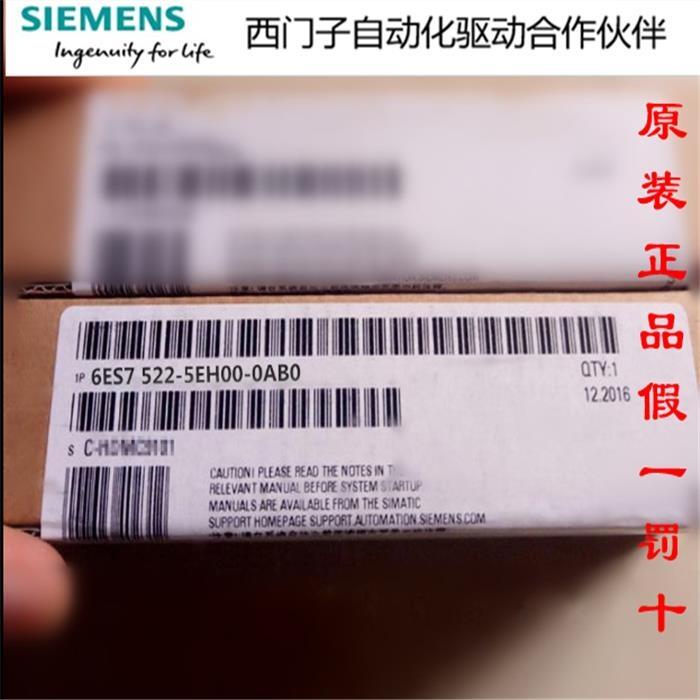 SIEMENS
Ingenuity for life
西门子自动化驱动合作伙伴
原装正品假一罚十
1P 6ES7 522-5EH00-0AB0
QTY:1
12.2016
S C-H
CAUTION! PLEASE READ THE NOTES IN T
RELEVANT MANUAL BEFORE SYSTEM STARTUP
MANUALS ARE AVAILABLE FROM THE SIMATIC
SUPPORT HOMEPAGE SUPPORT.AUTOMATION.SIEMENS.COM